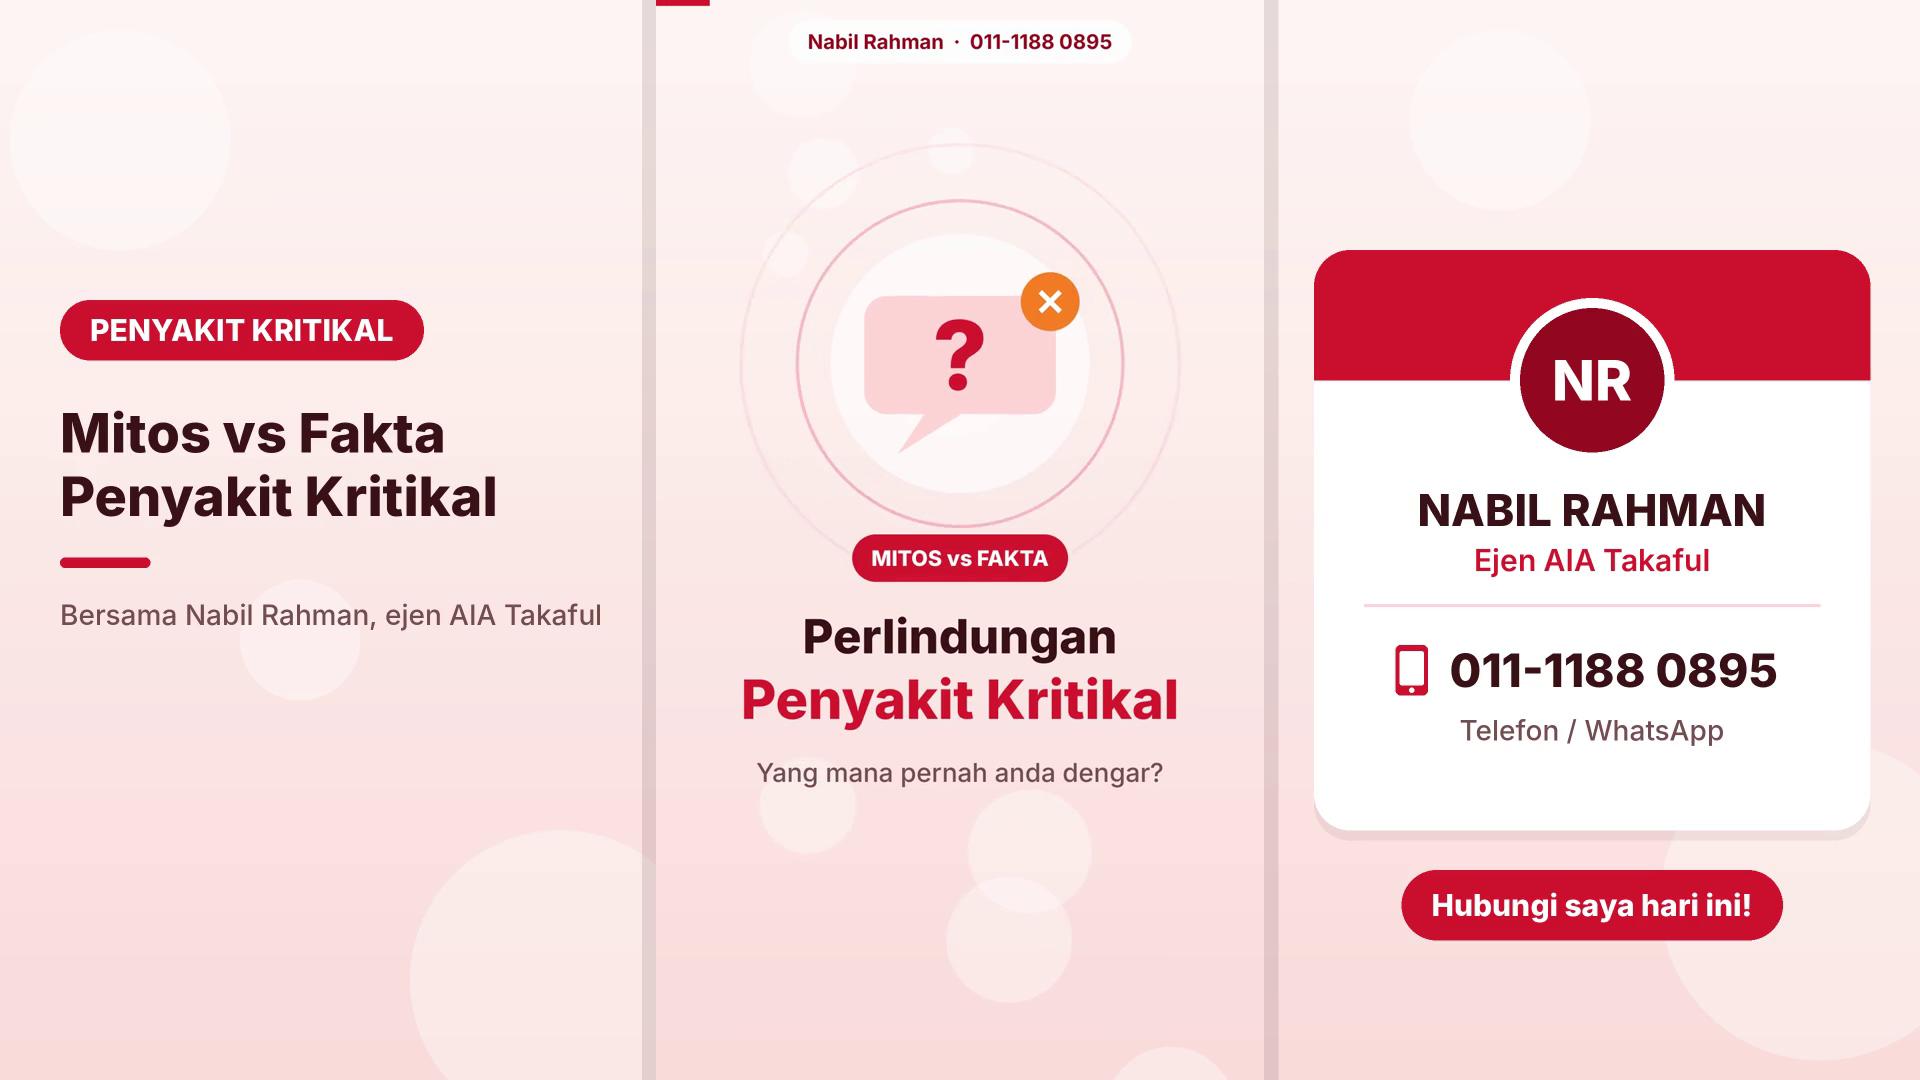 PENYAKIT KRITIKAL
Mitos vs Fakta
Penyakit Kritikal
Bersama Nabil Rahman, ejen AIA Takaful
Nabil Rahman · 011-1188 0895
?
MITOS vs FAKTA
Perlindungan
Penyakit Kritikal
Yang mana pernah anda dengar?
NR
NABIL RAHMAN
Ejen AIA Takaful
011-1188 0895
Telefon / WhatsApp
Hubungi saya hari ini!